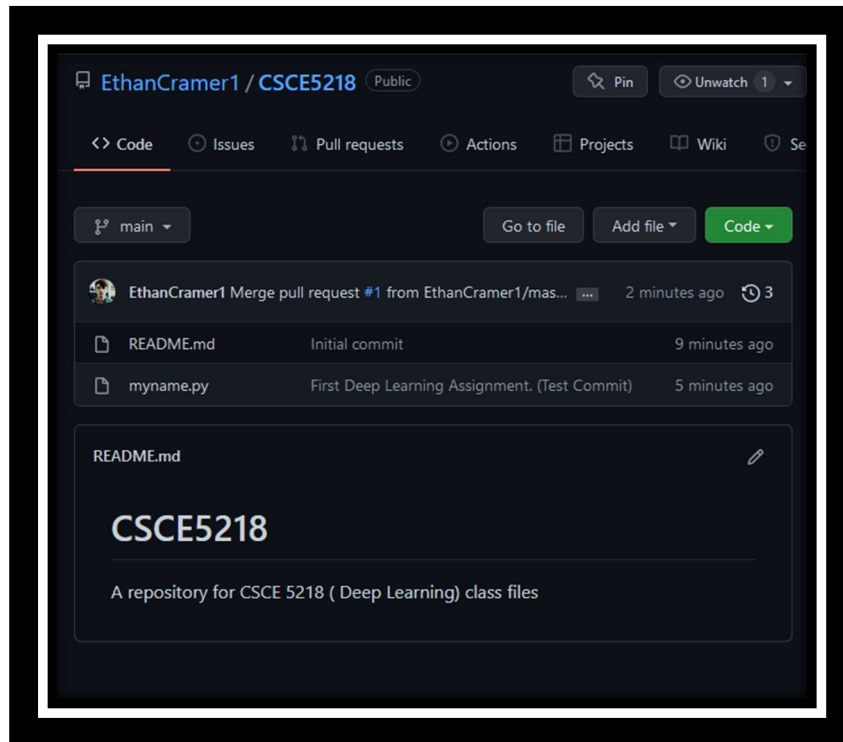 EthanCramer1 / CSCE5218 Public Pin Unwatch 1
<> Code Issues Pull requests Actions Projects Wiki Se
main Go to file Add file Code
EthanCramer1 Merge pull request #1 from EthanCramer1/mas... ... 2 minutes ago 3
README.md Initial commit 9 minutes ago
myname.py First Deep Learning Assignment. (Test Commit) 5 minutes ago
README.md
CSCE5218
A repository for CSCE 5218 ( Deep Learning) class files